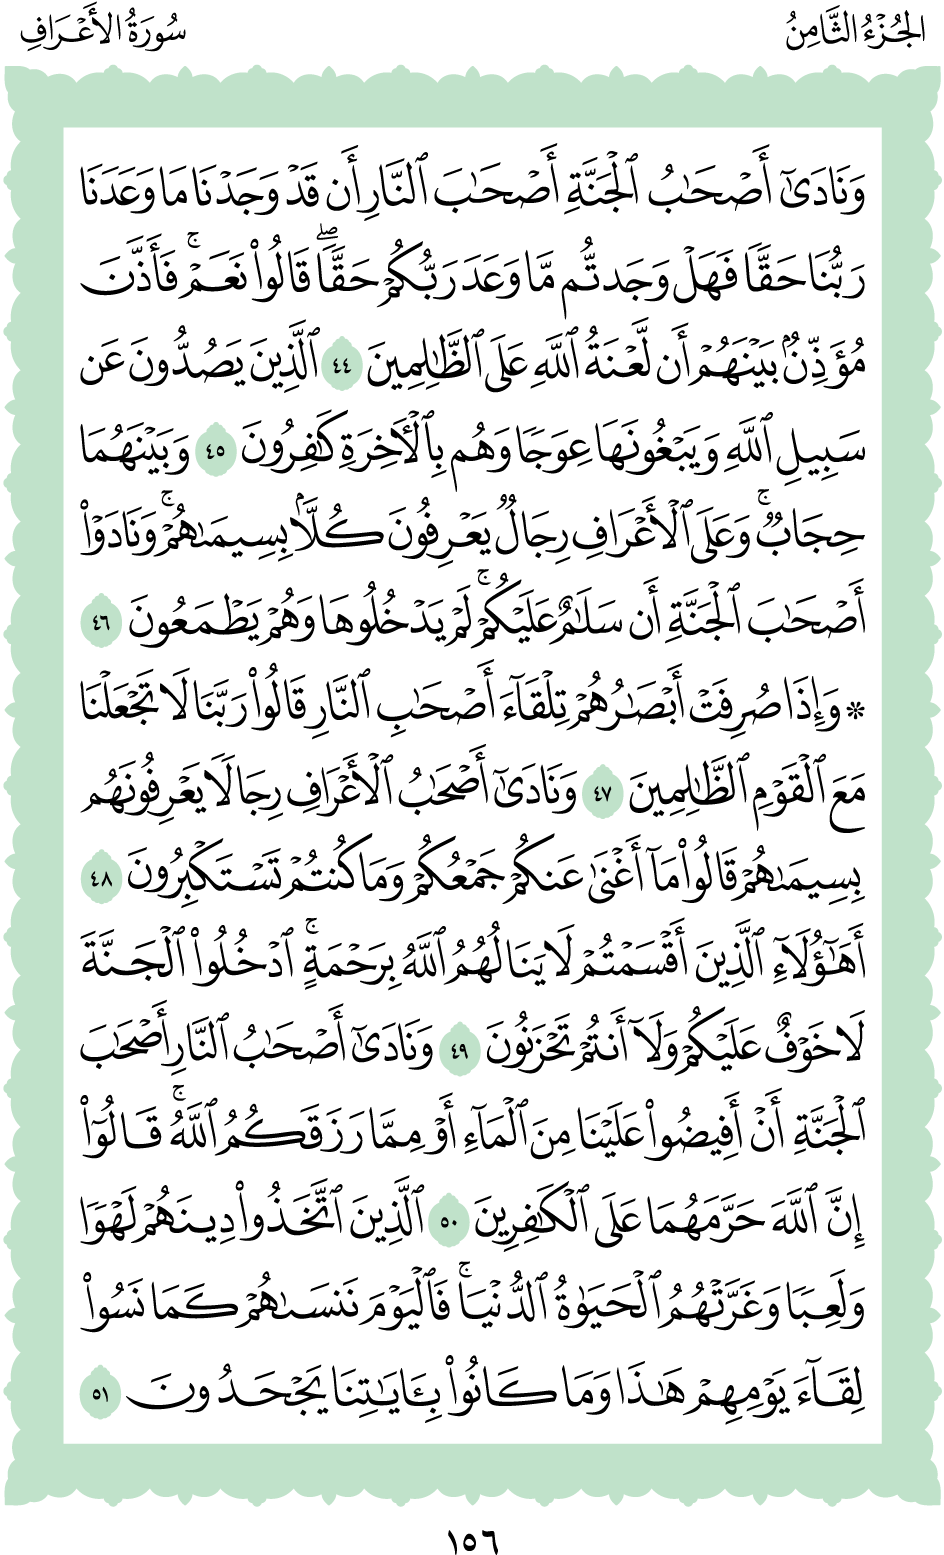 الجُزْءُ الثَّامِنُ
سُورَةُ الأَعْرَافِ
وَنَادَىٰٓ أَصْحَٰبُ ٱلْجَنَّةِ أَصْحَٰبَ ٱلنَّارِ أَن قَدْ وَجَدْنَا مَا وَعَدَنَا
رَبُّنَا حَقًّا فَهَلْ وَجَدتُّم مَّا وَعَدَ رَبُّكُمْ حَقًّا ۖ قَالُوا۟ نَعَمْ ۚ فَأَذَّنَ
مُؤَذِّنٌۢ بَيْنَهُمْ أَن لَّعْنَةُ ٱللَّهِ عَلَى ٱلظَّٰلِمِينَ ٤٤ ٱلَّذِينَ يَصُدُّونَ عَن
سَبِيلِ ٱللَّهِ وَيَبْغُونَهَا عِوَجًا وَهُم بِٱلْأَخِرَةِ كَٰفِرُونَ ٤٥ وَبَيْنَهُمَا
حِجَابٌ ۚ وَعَلَى ٱلْأَعْرَافِ رِجَالٌ يَعْرِفُونَ كُلًّۢا بِسِيمَىٰهُمْ ۚ وَنَادَوْا۟
أَصْحَٰبَ ٱلْجَنَّةِ أَن سَلَٰمٌ عَلَيْكُمْ ۚ لَمْ يَدْخُلُوهَا وَهُمْ يَطْمَعُونَ ٤٦
۞ وَإِذَا صُرِفَتْ أَبْصَٰرُهُمْ تِلْقَآءَ أَصْحَٰبِ ٱلنَّارِ قَالُوا۟ رَبَّنَا لَا تَجْعَلْنَا
مَعَ ٱلْقَوْمِ ٱلظَّٰلِمِينَ ٤٧ وَنَادَىٰٓ أَصْحَٰبُ ٱلْأَعْرَافِ رِجَالًا يَعْرِفُونَهُم
بِسِيمَىٰهُمْ قَالُوا۟ مَآ أَغْنَىٰ عَنكُمْ جَمْعُكُمْ وَمَا كُنتُمْ تَسْتَكْبِرُونَ ٤٨
أَهَٰٓؤُلَآءِ ٱلَّذِينَ أَقْسَمْتُمْ لَا يَنَالُهُمُ ٱللَّهُ بِرَحْمَةٍ ۚ ٱدْخُلُوا۟ ٱلْجَنَّةَ
لَا خَوْفٌ عَلَيْكُمْ وَلَآ أَنتُمْ تَحْزَنُونَ ٤٩ وَنَادَىٰٓ أَصْحَٰبُ ٱلنَّارِ أَصْحَٰبَ
ٱلْجَنَّةِ أَنْ أَفِيضُوا۟ عَلَيْنَا مِنَ ٱلْمَآءِ أَوْ مِمَّا رَزَقَكُمُ ٱللَّهُ ۚ قَالُوٓا۟
إِنَّ ٱللَّهَ حَرَّمَهُمَا عَلَى ٱلْكَٰفِرِينَ ٥٠ ٱلَّذِينَ ٱتَّخَذُوا۟ دِينَهُمْ لَهْوًا
وَلَعِبًا وَغَرَّتْهُمُ ٱلْحَيَوٰةُ ٱلدُّنْيَا ۚ فَٱلْيَوْمَ نَنسَىٰهُمْ كَمَا نَسُوا۟
لِقَآءَ يَوْمِهِمْ هَٰذَا وَمَا كَانُوا۟ بِـَٔايَٰتِنَا يَجْحَدُونَ ٥١
١٥٦